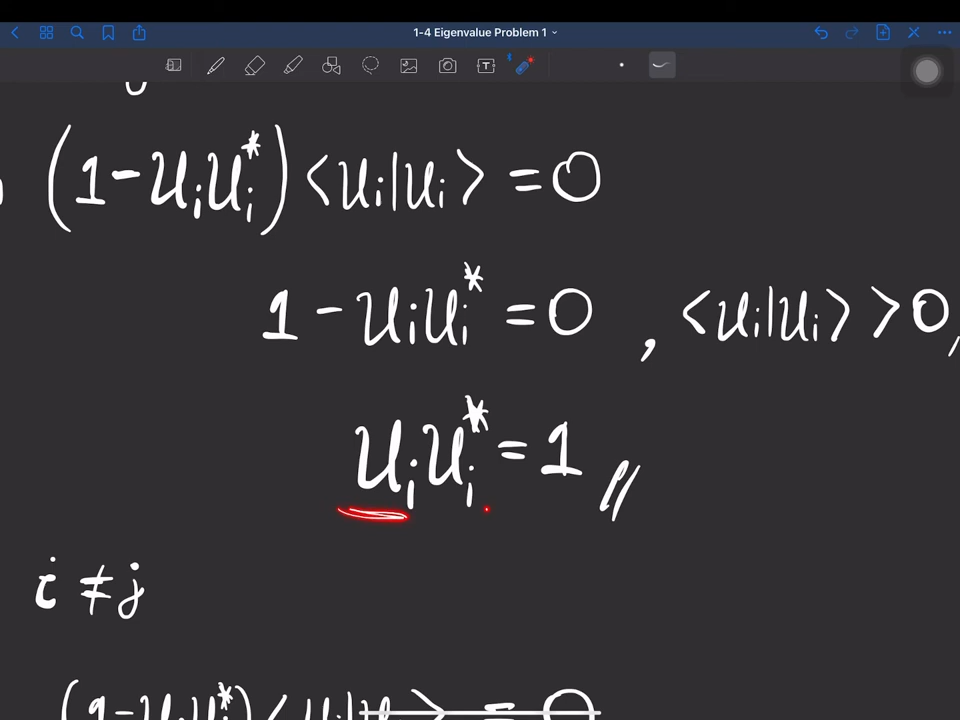 1-4 Eigenvalue Problem 1
(1-uᵢuᵢ*)<uᵢ|uᵢ> =0
1 - uᵢuᵢ* =0 , <uᵢ|uᵢ> >0,
uᵢuᵢ* = 1 //
i ≠ j